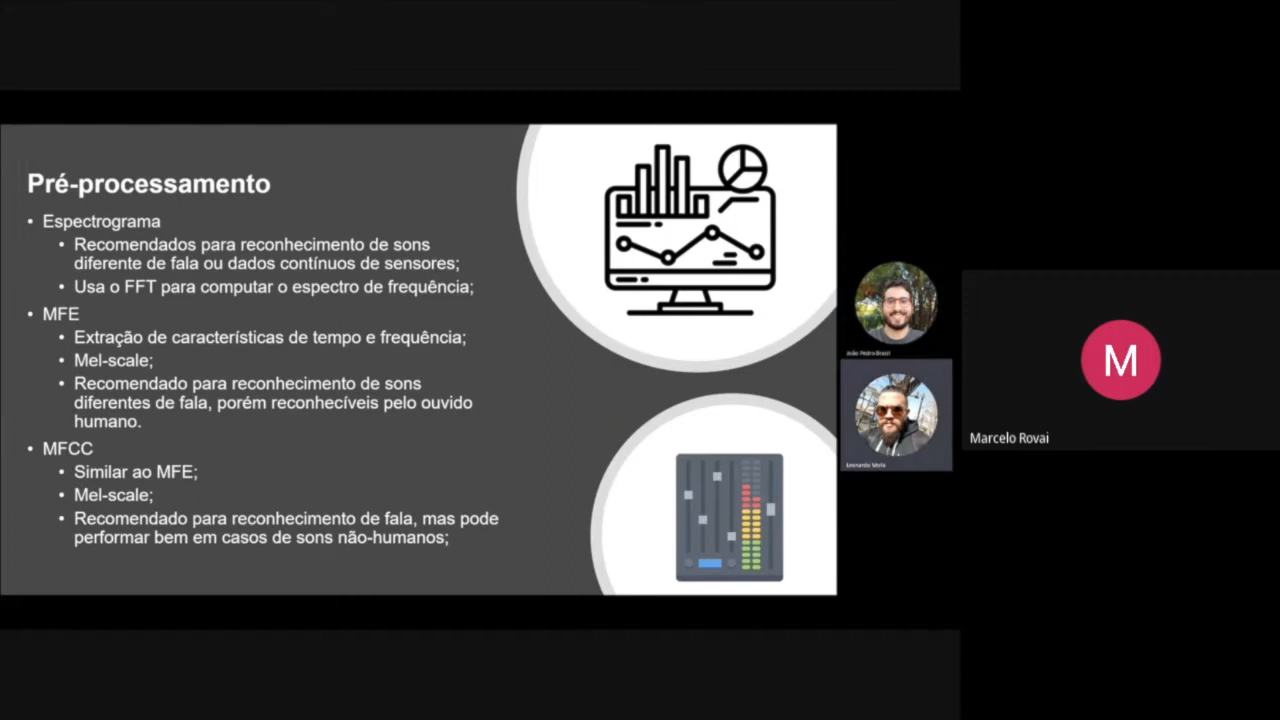 Pré-processamento
• Espectrograma
• Recomendados para reconhecimento de sons
diferente de fala ou dados contínuos de sensores;
• Usa o FFT para computar o espectro de frequência;
• MFE
• Extração de características de tempo e frequência;
• Mel-scale;
• Recomendado para reconhecimento de sons
diferentes de fala, porém reconhecíveis pelo ouvido
humano.
• MFCC
• Similar ao MFE;
• Mel-scale;
• Recomendado para reconhecimento de fala, mas pode
performar bem em casos de sons não-humanos;
João Pedro
Leonardo
M
Marcelo Rovai